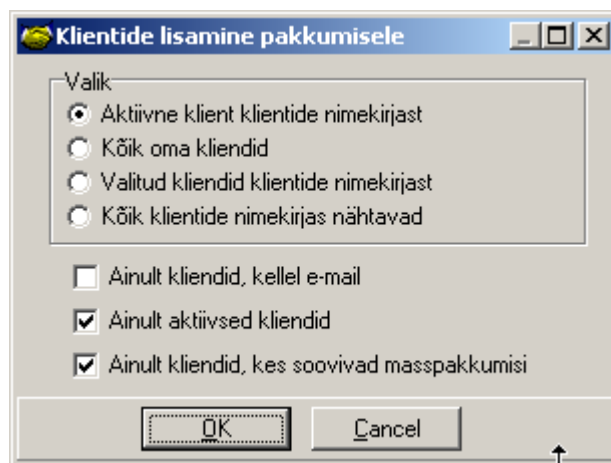 Klientide lisamine pakkumisele
Valik
Aktiivne klient klientide nimekirjast
Kõik oma kliendid
Valitud kliendid klientide nimekirjast
Kõik klientide nimekirjas nähtavad
Ainult kliendid, kellel e-mail
Ainult aktiivsed kliendid
Ainult kliendid, kes soovivad masspakkumisi
OK Cancel